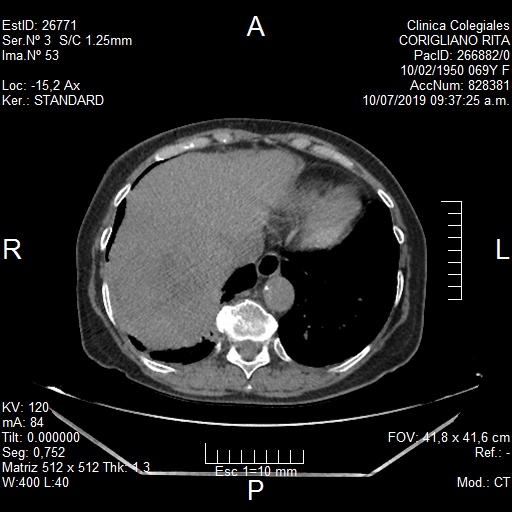 EstID: 26771
Ser.Nº 3 S/C 1.25mm
Ima.Nº 53
Loc: -15,2 Ax
Ker.: STANDARD
A
Clinica Colegiales
CORIGLIANO RITA
PacID: 266882/0
10/02/1950 069Y F
AccNum: 828381
10/07/2019 09:37:25 a.m.
R
L
KV: 120
mA: 84
Tilt: 0.000000
Seg: 0,752
Matriz 512 x 512 Thk: 1.3
W:400 L:40
Esc 1=10 mm
P
FOV: 41,8 x 41,6 cm
Ref.: -
Mod.: CT